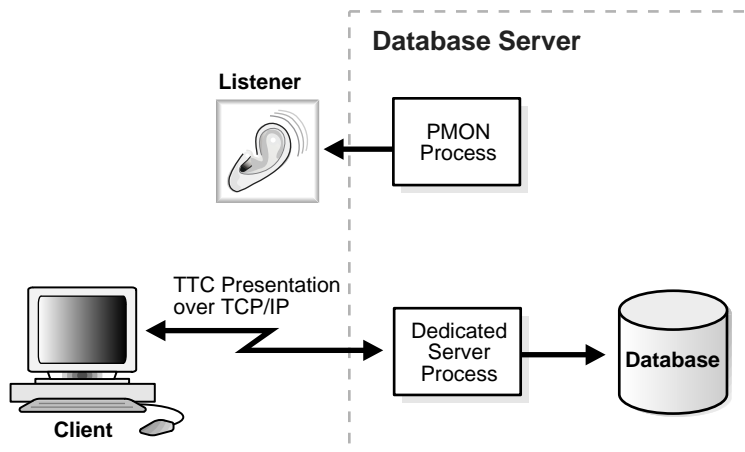 Database Server
Listener
PMON
Process
TTC Presentation
over TCP/IP
Dedicated
Server
Process
Database
Client